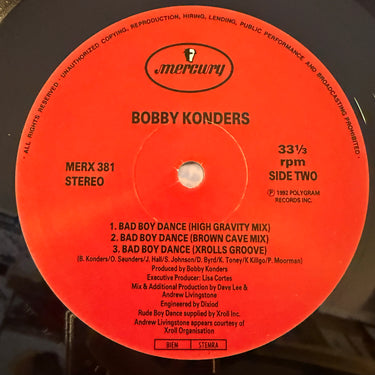 · UNAUTHORIZED COPYING, REPRODUCTION, HIRING, LENDING, PUBLIC PERFORMANCE AND BROADCASTING PROHIBITED · ALL RIGHTS RESERVED ·
mercury
BOBBY KONDERS
MERX 381
STEREO
33 1/3
rpm
SIDE TWO
℗ 1992 POLYGRAM
RECORDS INC.
1. BAD BOY DANCE (HIGH GRAVITY MIX)
2. BAD BOY DANCE (BROWN CAVE MIX)
3. BAD BOY DANCE (XROLLS GROOVE)
(B. Konders/O. Saunders/J. Hall/S. Johnson/D. Byrd/K. Toney/K Killgo/P. Moorman)
Produced by Bobby Konders
Executive Producer: Lisa Cortes
Mix & Additional Production by Dave Lee &
Andrew Livingstone
Engineered by Dixiod
Rude Boy Dance supplied by Xroll Inc.
Andrew Livingstone appears courtesy of
Xroll Organisation
BIEM STEMRA